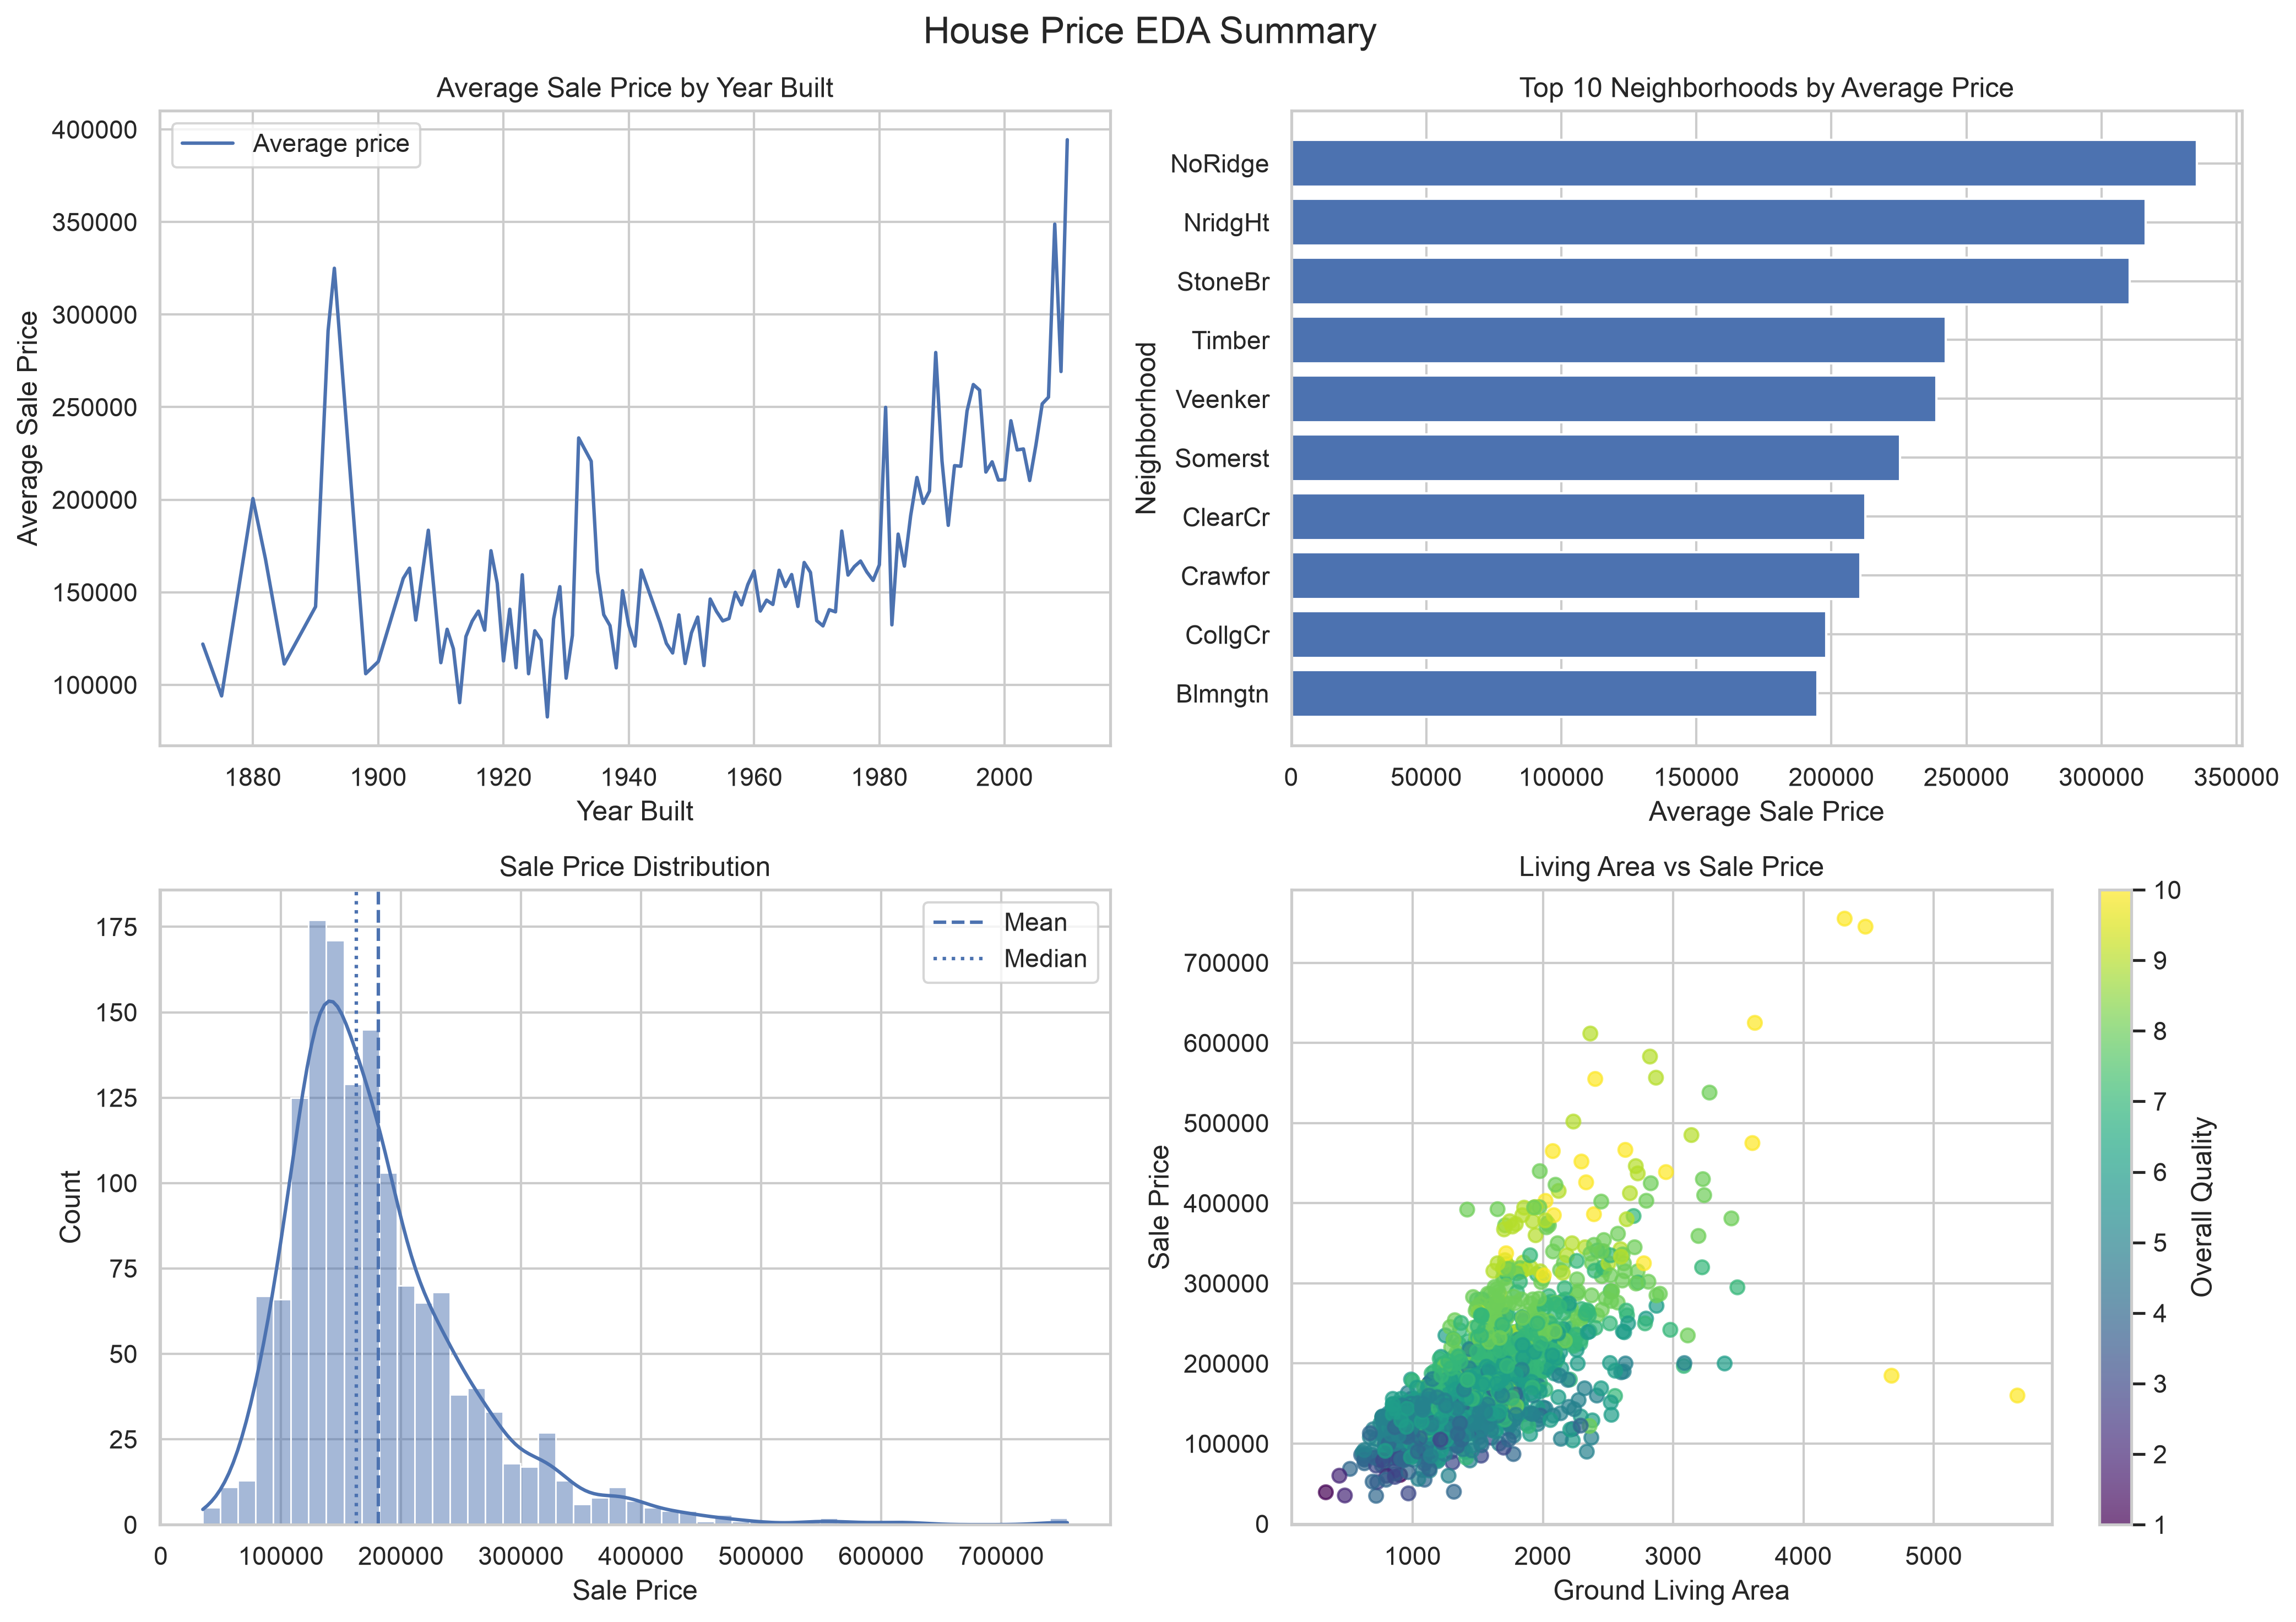 House Price EDA Summary
Average Sale Price by Year Built
Average price
400000
350000
300000
250000
200000
150000
100000
Average Sale Price
1880 1900 1920 1940 1960 1980 2000
Year Built
Top 10 Neighborhoods by Average Price
Neighborhood
NoRidge
NridgHt
StoneBr
Timber
Veenker
Somerst
ClearCr
Crawfor
CollgCr
Blmngtn
0 50000 100000 150000 200000 250000 300000 350000
Average Sale Price
Sale Price Distribution
Mean
Median
175
150
125
100
75
50
25
0
Count
0 100000 200000 300000 400000 500000 600000 700000
Sale Price
Living Area vs Sale Price
700000
600000
500000
400000
300000
200000
100000
0
Sale Price
1000 2000 3000 4000 5000
Ground Living Area
10
9
8
7
6
5
4
3
2
1
Overall Quality